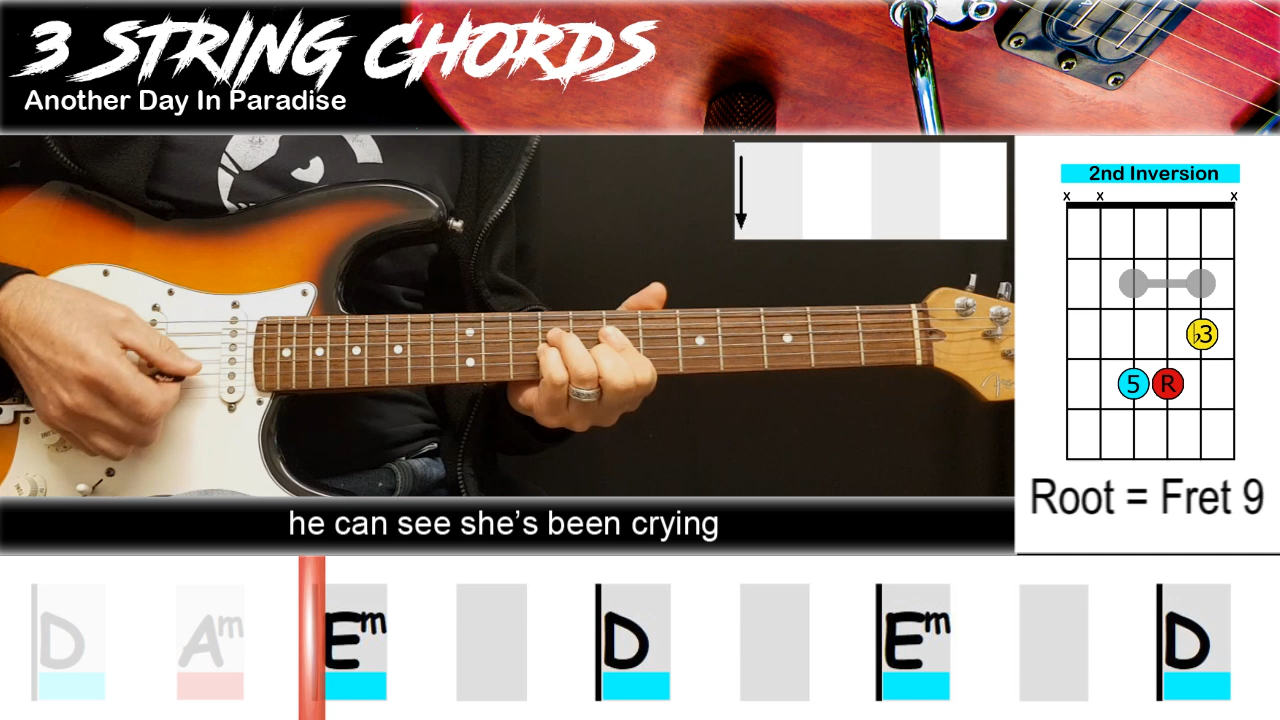 3 STRING CHORDS
Another Day In Paradise
2nd Inversion
x x x
♭3
5 R
Root = Fret 9
he can see she's been crying
D Am Em D Em D